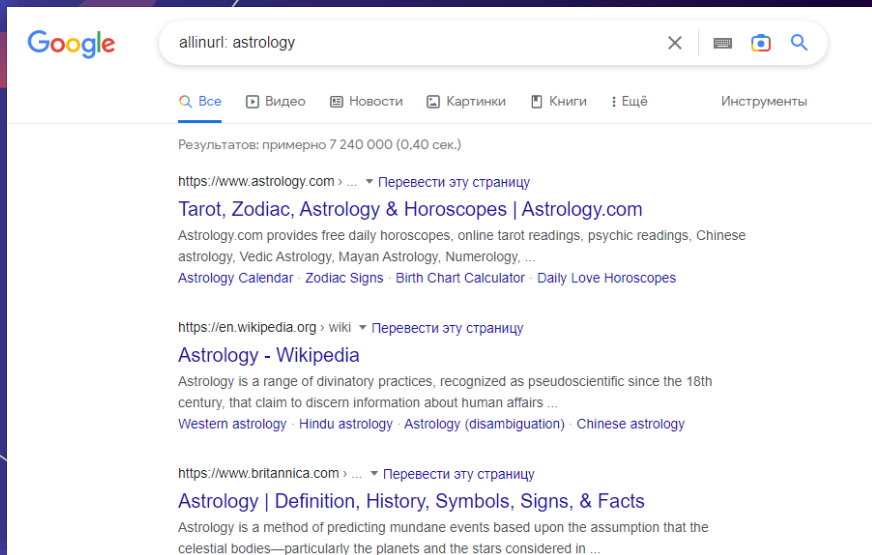 Google
allinurl: astrology
Все Видео Новости Картинки Книги Ещё Инструменты
Результатов: примерно 7 240 000 (0,40 сек.)
https://www.astrology.com › ... Перевести эту страницу
Tarot, Zodiac, Astrology & Horoscopes | Astrology.com
Astrology.com provides free daily horoscopes, online tarot readings, psychic readings, Chinese
astrology, Vedic Astrology, Mayan Astrology, Numerology, ...
Astrology Calendar · Zodiac Signs · Birth Chart Calculator · Daily Love Horoscopes
https://en.wikipedia.org › wiki Перевести эту страницу
Astrology - Wikipedia
Astrology is a range of divinatory practices, recognized as pseudoscientific since the 18th
century, that claim to discern information about human affairs ...
Western astrology · Hindu astrology · Astrology (disambiguation) · Chinese astrology
https://www.britannica.com › ... Перевести эту страницу
Astrology | Definition, History, Symbols, Signs, & Facts
Astrology is a method of predicting mundane events based upon the assumption that the
celestial bodies—particularly the planets and the stars considered in ...